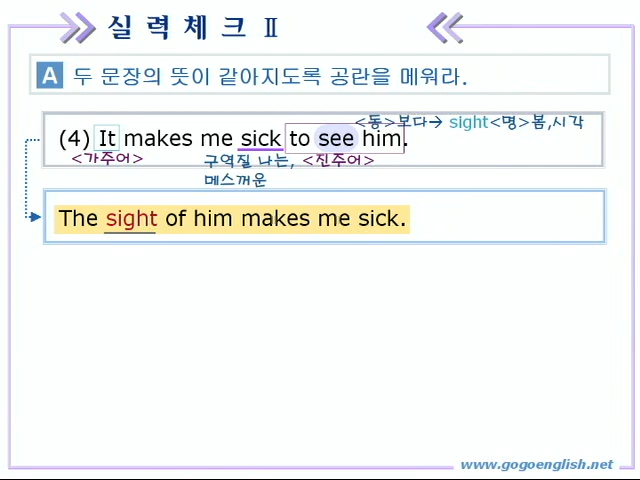 실 력 체 크 Ⅱ
A 두 문장의 뜻이 같아지도록 공란을 메워라.
<동>보다→ sight<명>봄,시각
(4) It makes me sick to see him.
<가주어> 구역질 나는, <진주어>
메스꺼운
The sight of him makes me sick.
www.gogoenglish.net